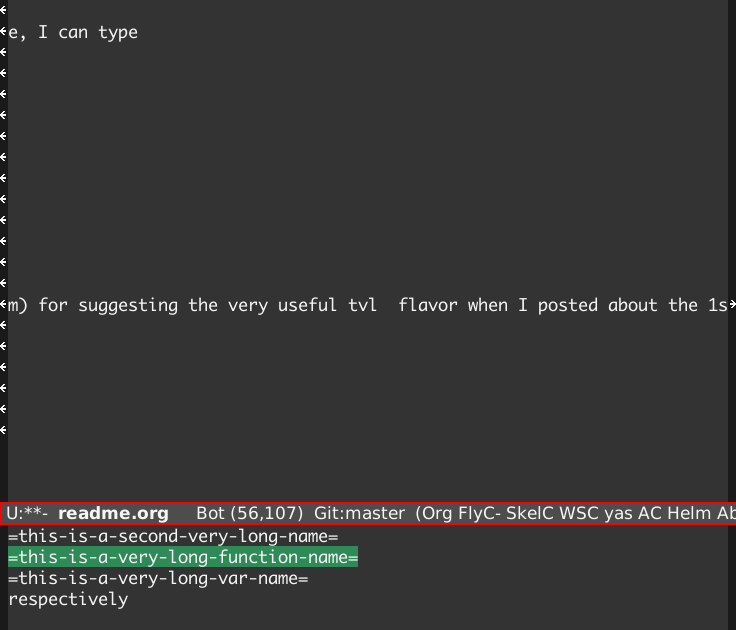 e, I can type
m) for suggesting the very useful tvl  flavor when I posted about the 1s
U:**-  readme.org     Bot (56,107)  Git:master  (Org FlyC- SkelC WSC yas AC Helm Ab
=this-is-a-second-very-long-name=
=this-is-a-very-long-function-name=
=this-is-a-very-long-var-name=
respectively